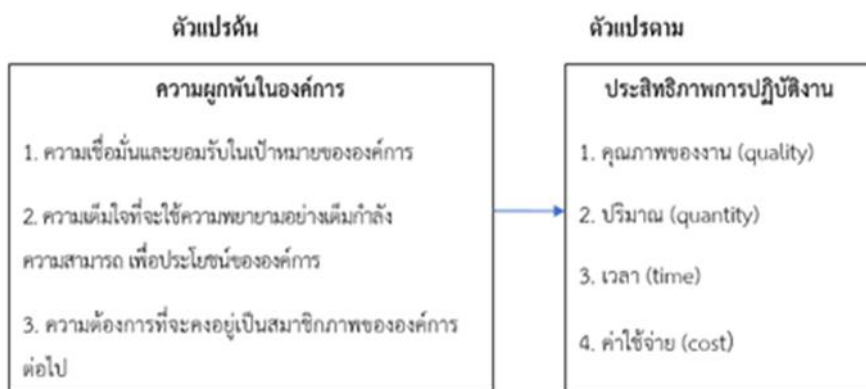 ตัวแปรต้น
ตัวแปรตาม
ความผูกพันในองค์การ
1. ความเชื่อมั่นและยอมรับในเป้าหมายขององค์การ
2. ความเต็มใจที่จะใช้ความพยายามอย่างเต็มกำลัง
ความสามารถ เพื่อประโยชน์ขององค์การ
3. ความต้องการที่จะคงอยู่เป็นสมาชิกภาพขององค์การ
ต่อไป
ประสิทธิภาพการปฏิบัติงาน
1. คุณภาพของงาน (quality)
2. ปริมาณ (quantity)
3. เวลา (time)
4. ค่าใช้จ่าย (cost)